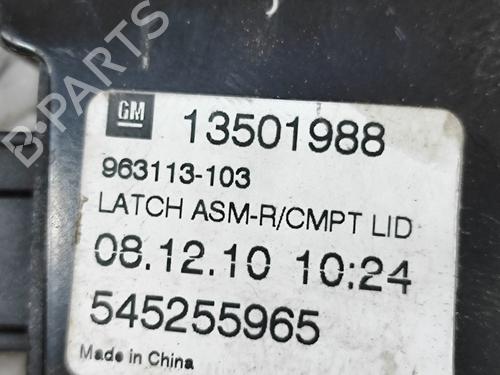 GM 13501988
963113-103
LATCH ASM-R/CMPT LID
08.12.10 10:24
545255965
Made in China
B-PARTS